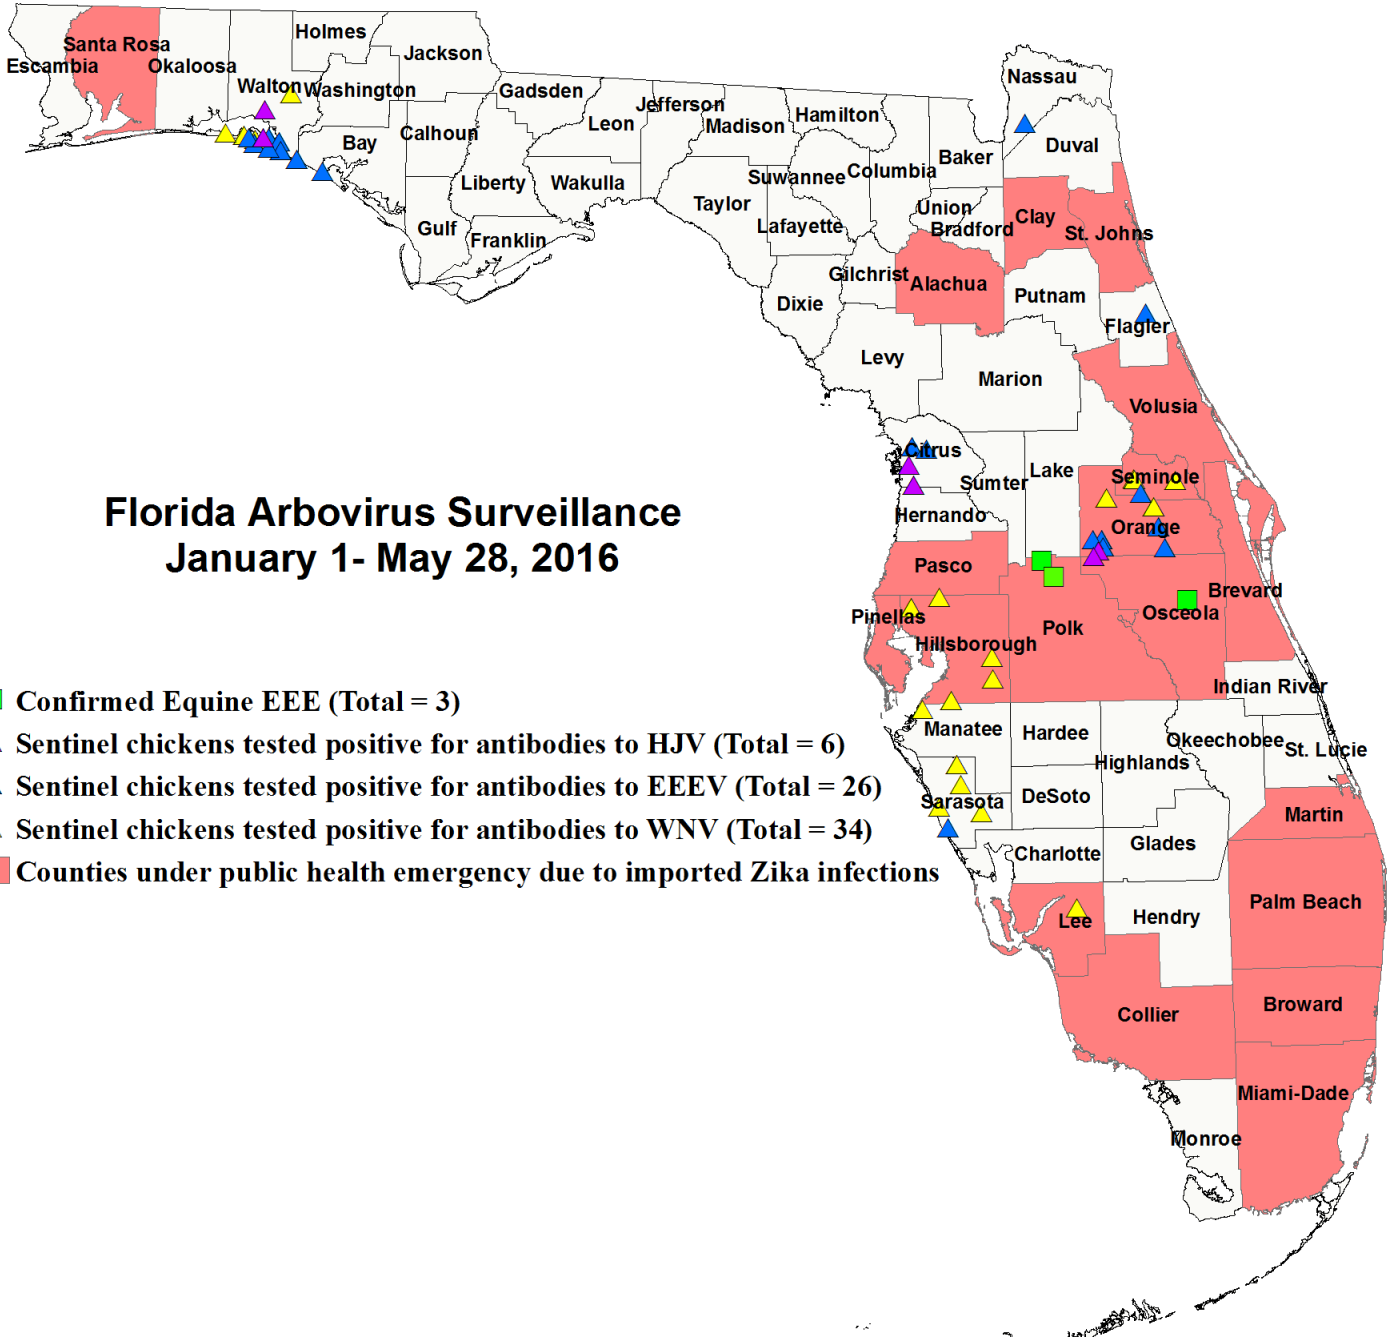 Holmes
Santa Rosa
Jackson
Escambia
Okaloosa
Walton
Washington
Gadsden
Nassau
Jefferson
Hamilton
Leon
Madison
Calhoun
Bay
Duval
Baker
Columbia
Suwannee
Liberty
Wakulla
Taylor
Union
Clay
Lafayette
Bradford
St. Johns
Gulf
Franklin
Gilchrist
Alachua
Putnam
Dixie
Flagler
Levy
Marion
Volusia
Citrus
Lake
Seminole
Sumter
Florida Arbovirus Surveillance
January 1- May 28, 2016
Hernando
Orange
Pasco
Brevard
Osceola
Pinellas
Polk
Hillsborough
Indian River
Confirmed Equine EEE (Total = 3)
Manatee
Hardee
Okeechobee
St. Lucie
Sentinel chickens tested positive for antibodies to HJV (Total = 6)
Highlands
Sentinel chickens tested positive for antibodies to EEEV (Total = 26)
DeSoto
Sarasota
Martin
Sentinel chickens tested positive for antibodies to WNV (Total = 34)
Glades
Charlotte
Counties under public health emergency due to imported Zika infections
Palm Beach
Lee
Hendry
Broward
Collier
Miami-Dade
Monroe